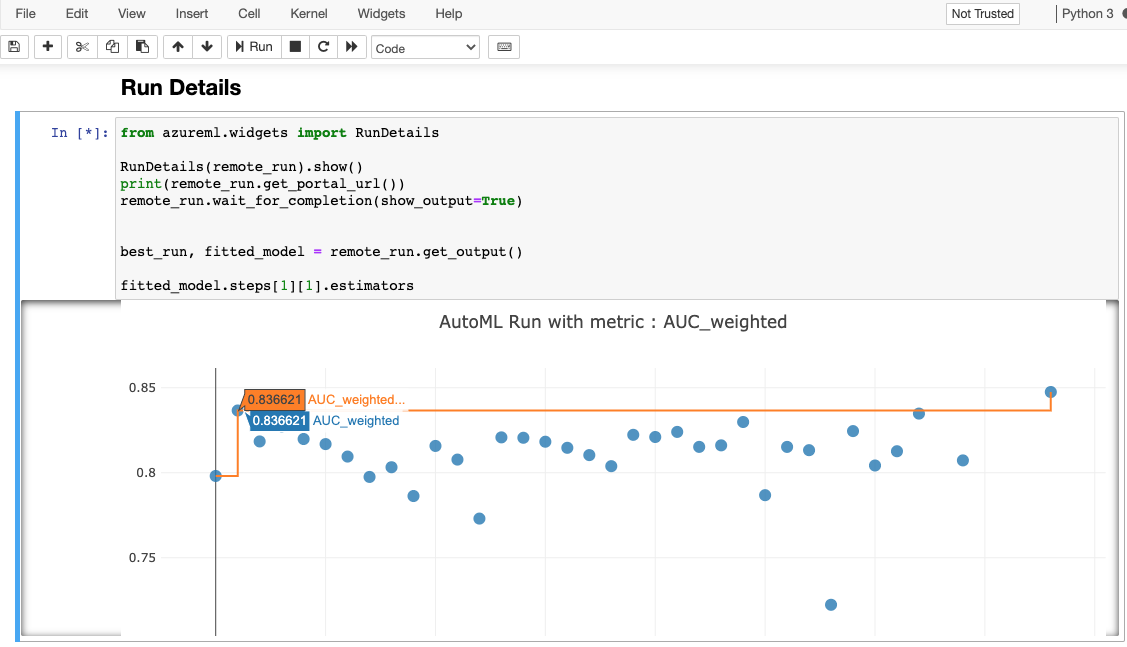 File Edit View Insert Cell Kernel Widgets Help Not Trusted Python 3
Run Code
Run Details
In [*]:
from azureml.widgets import RunDetails
RunDetails(remote_run).show()
print(remote_run.get_portal_url())
remote_run.wait_for_completion(show_output=True)
best_run, fitted_model = remote_run.get_output()
fitted_model.steps[1][1].estimators
AutoML Run with metric : AUC_weighted
0.85
0.836621 AUC_weighted...
0.836621 AUC_weighted
0.8
0.75